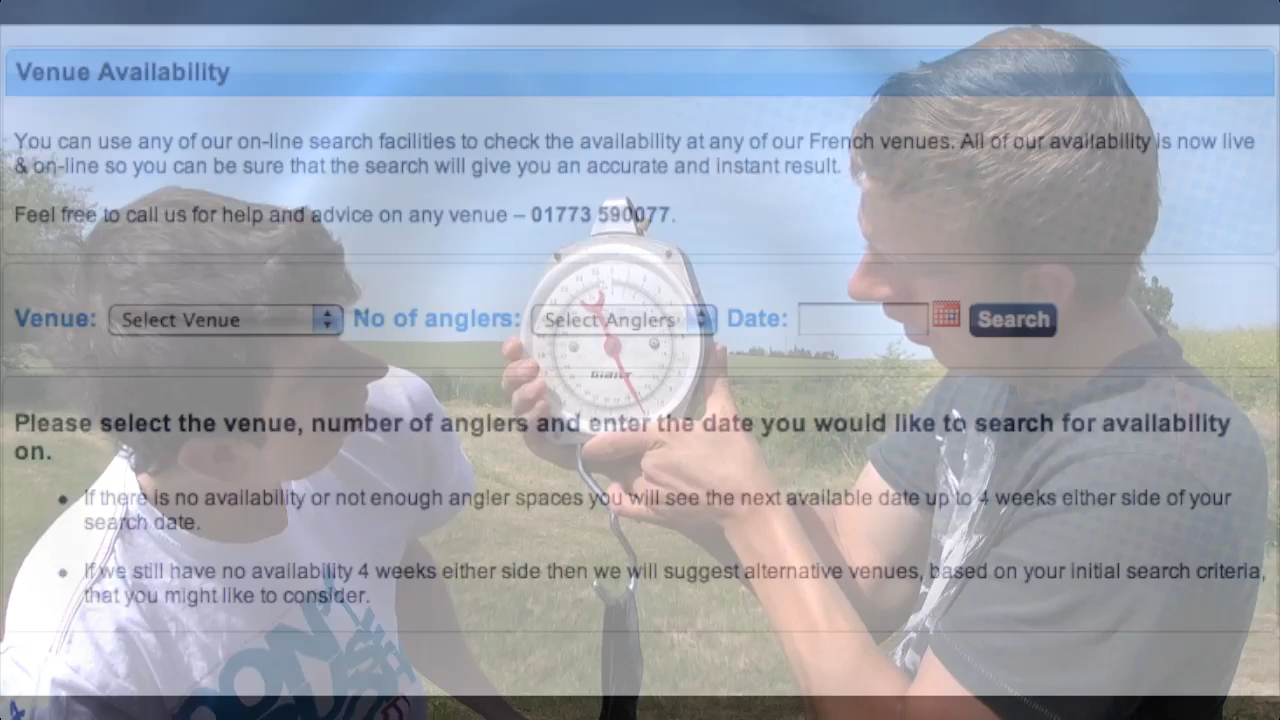 Venue Availability
You can use any of our on-line search facilities to check the availability at any of our French venues. All of our availability is now live
& on-line so you can be sure that the search will give you an accurate and instant result.
Feel free to call us for help and advice on any venue – 01773 590077.
Venue: Select Venue No of anglers: Select Anglers Date: Search
Giant
Please select the venue, number of anglers and enter the date you would like to search for availability
on.
• If there is no availability or not enough angler spaces you will see the next available date up to 4 weeks either side of your
search date.
• If we still have no availability 4 weeks either side then we will suggest alternative venues, based on your initial search criteria,
that you might like to consider.